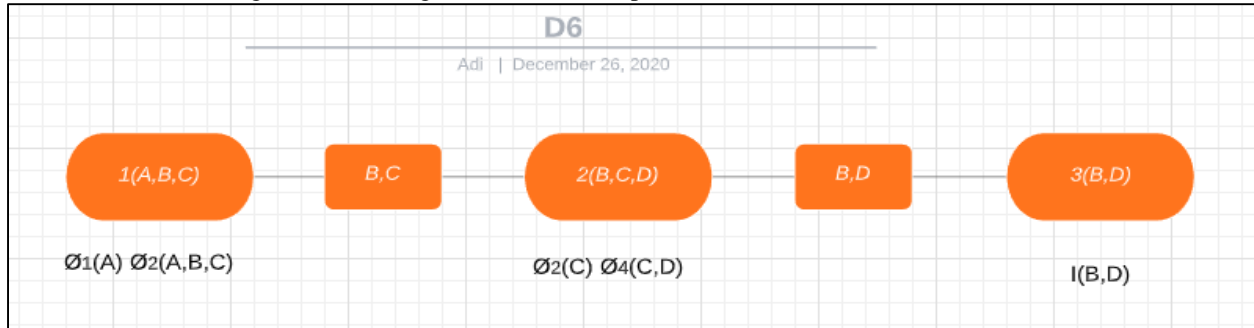 D6
Adi | December 26, 2020
1(A,B,C) B,C 2(B,C,D) B,D 3(B,D)
Ø1(A) Ø2(A,B,C) Ø2(C) Ø4(C,D) I(B,D)